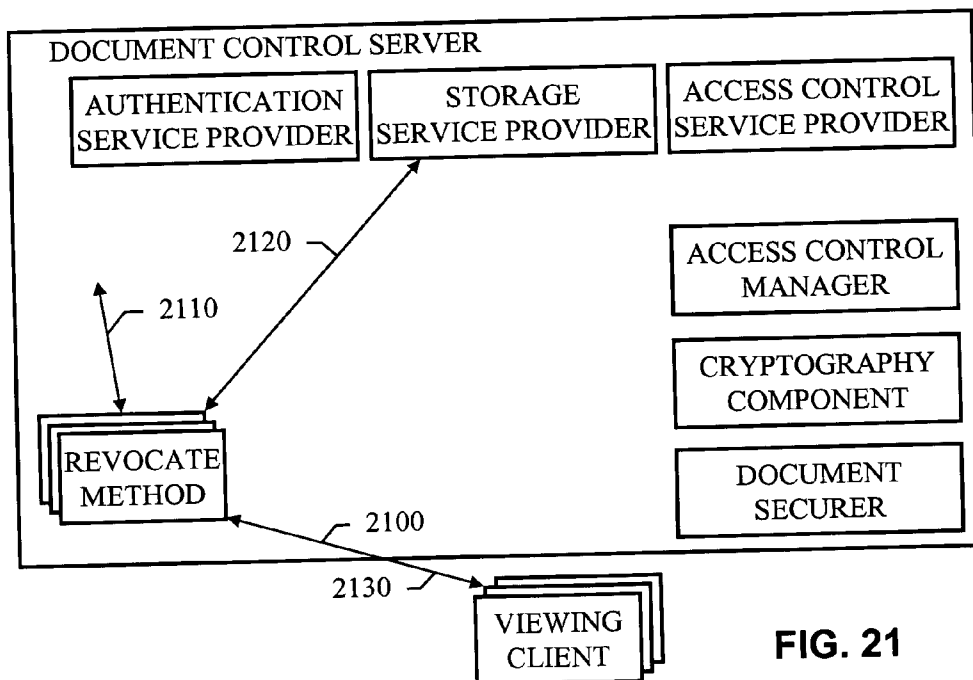 DOCUMENT CONTROL SERVER
AUTHENTICATION
SERVICE PROVIDER
STORAGE
SERVICE PROVIDER
ACCESS CONTROL
SERVICE PROVIDER
2120
ACCESS CONTROL
MANAGER
2110
CRYPTOGRAPHY
COMPONENT
REVOCATE
METHOD
DOCUMENT
SECURER
2100
2130
VIEWING
CLIENT
FIG. 21